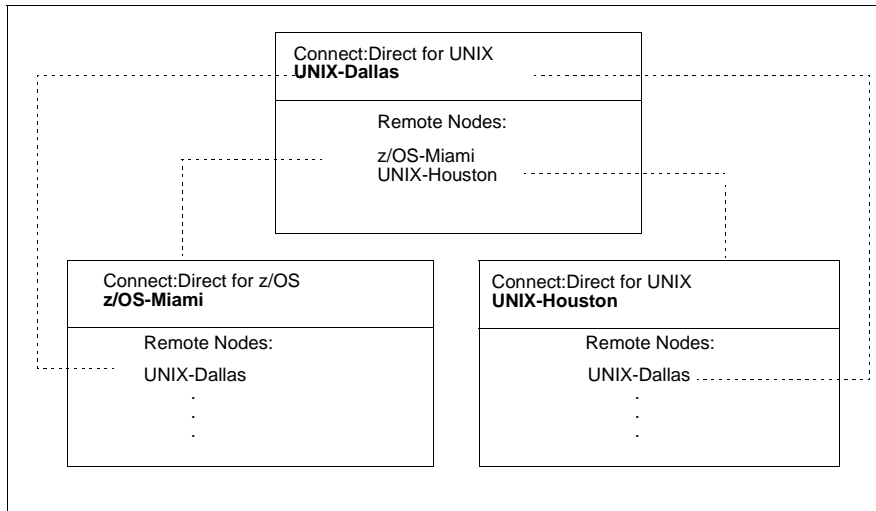 Connect:Direct for UNIX
UNIX-Dallas
Remote Nodes:
z/OS-Miami
UNIX-Houston
Connect:Direct for z/OS
z/OS-Miami
Remote Nodes:
UNIX-Dallas
.
.
.
Connect:Direct for UNIX
UNIX-Houston
Remote Nodes:
UNIX-Dallas
.
.
.